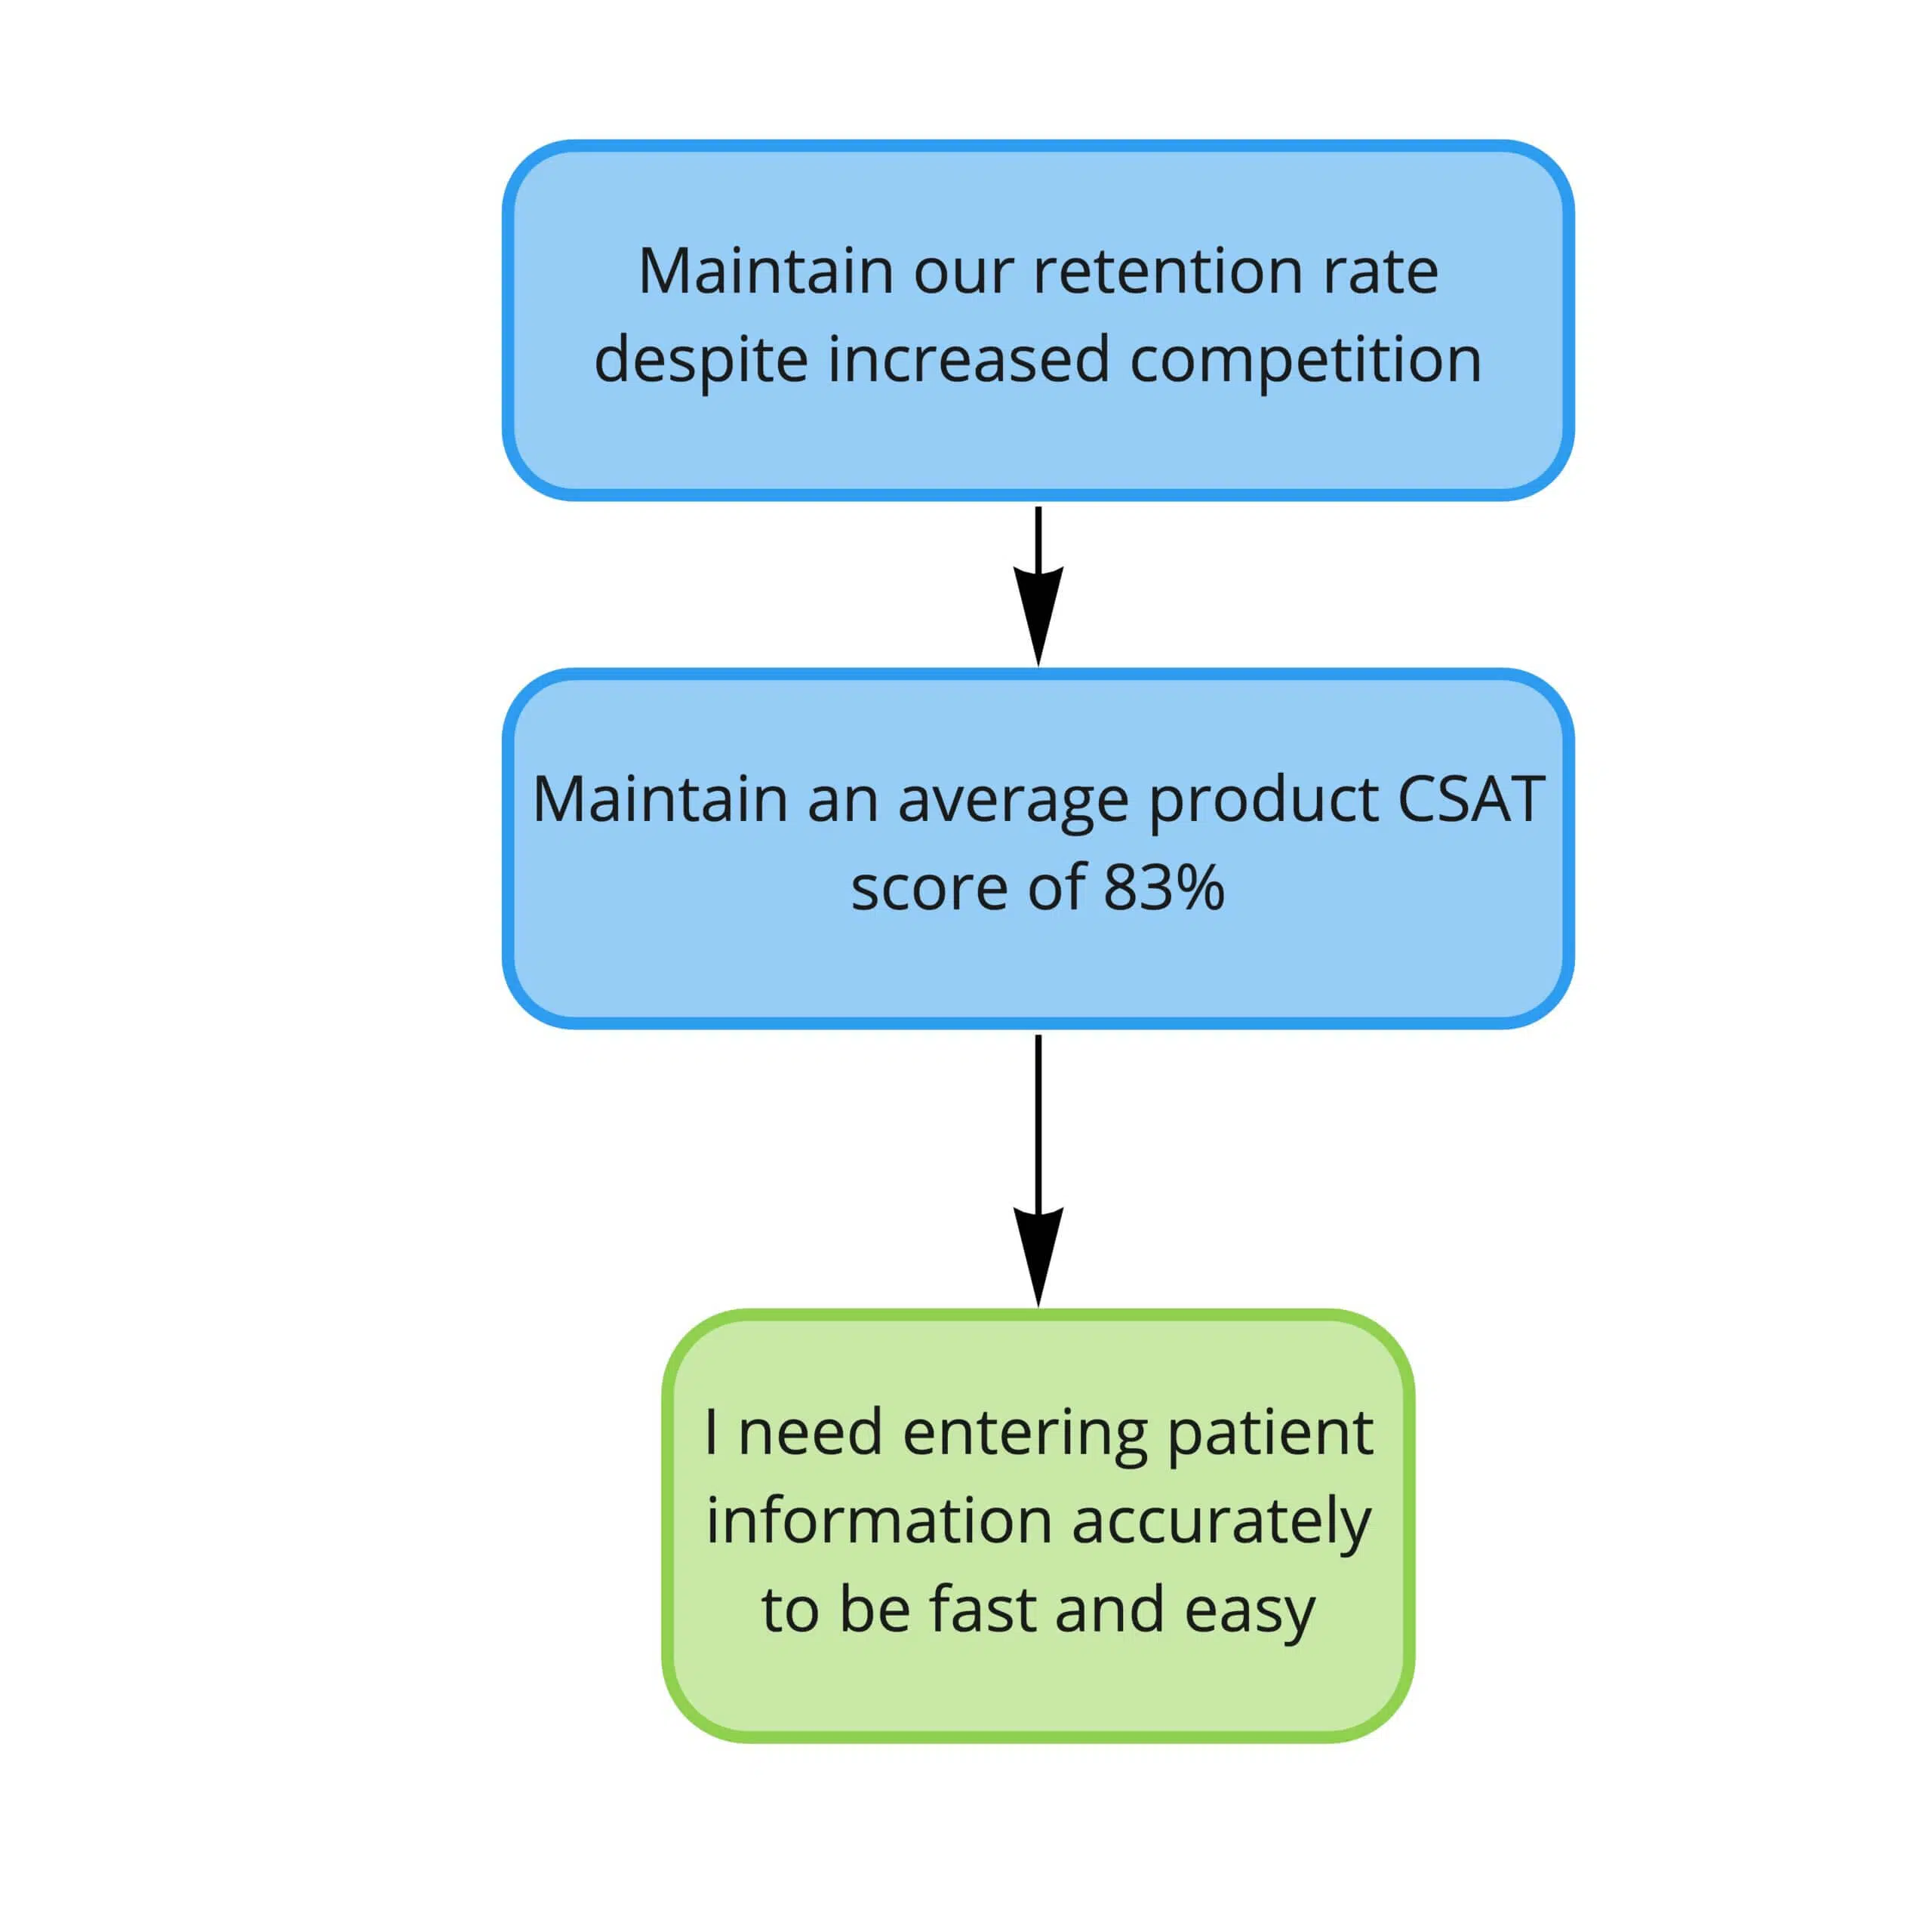 Maintain our retention rate
despite increased competition
Maintain an average product CSAT
score of 83%
I need entering patient
information accurately
to be fast and easy